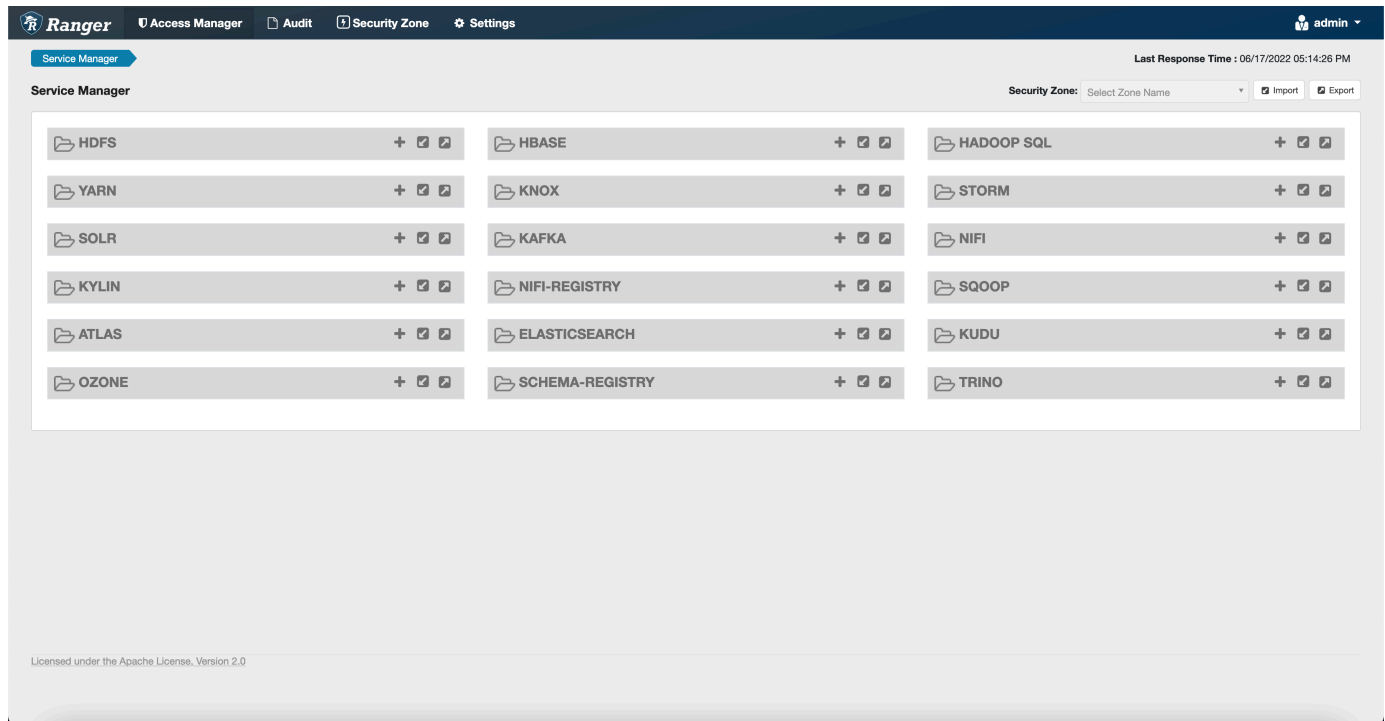 Ranger Access Manager Audit Security Zone Settings admin
Service Manager Last Response Time : 06/17/2022 05:14:26 PM
Service Manager Security Zone: Select Zone Name Import Export
HDFS HBASE HADOOP SQL
YARN KNOX STORM
SOLR KAFKA NIFI
KYLIN NIFI-REGISTRY SQOOP
ATLAS ELASTICSEARCH KUDU
OZONE SCHEMA-REGISTRY TRINO
Licensed under the Apache License, Version 2.0